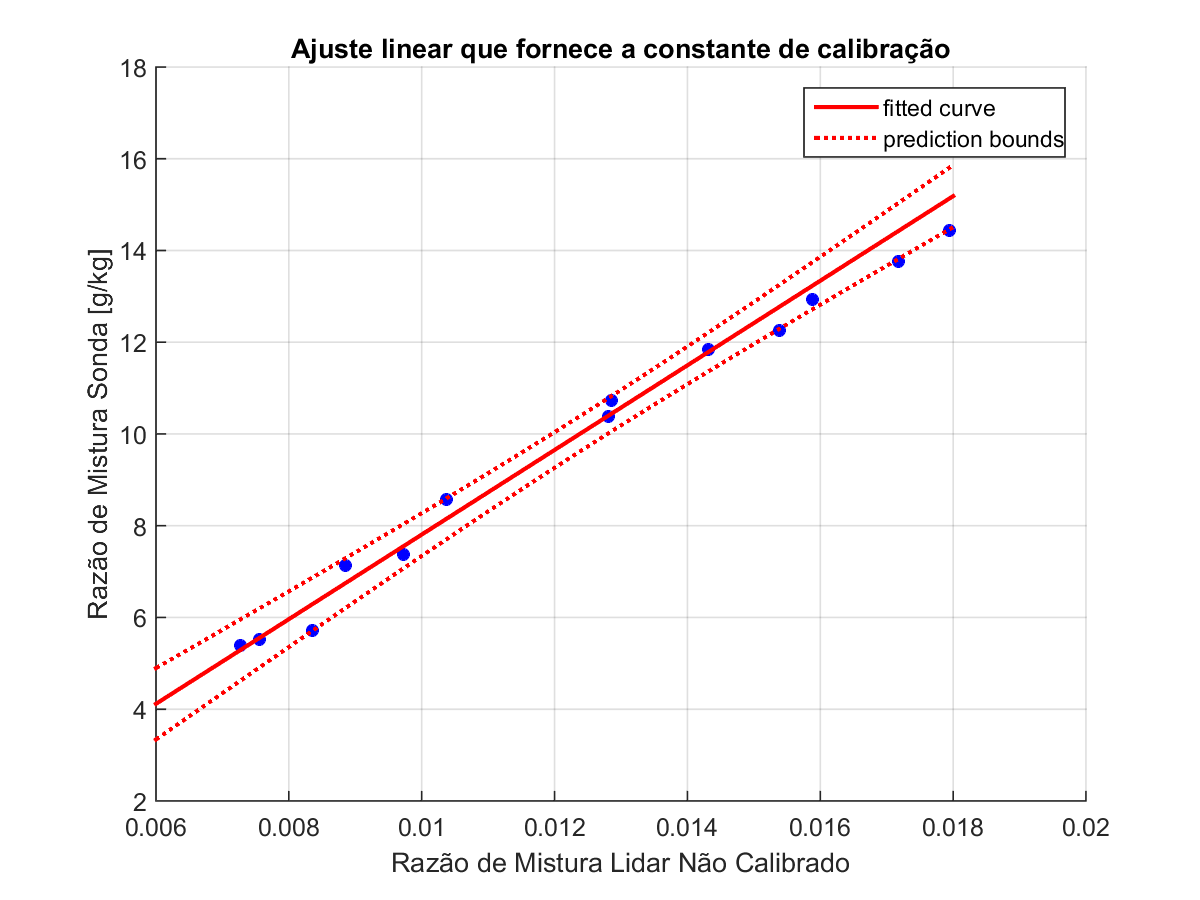 Ajuste linear que fornece a constante de calibração
18
16
14
12
10
8
6
4
2
fitted curve
prediction bounds
Razão de Mistura Sonda [g/kg]
0.006 0.008 0.01 0.012 0.014 0.016 0.018 0.02
Razão de Mistura Lidar Não Calibrado